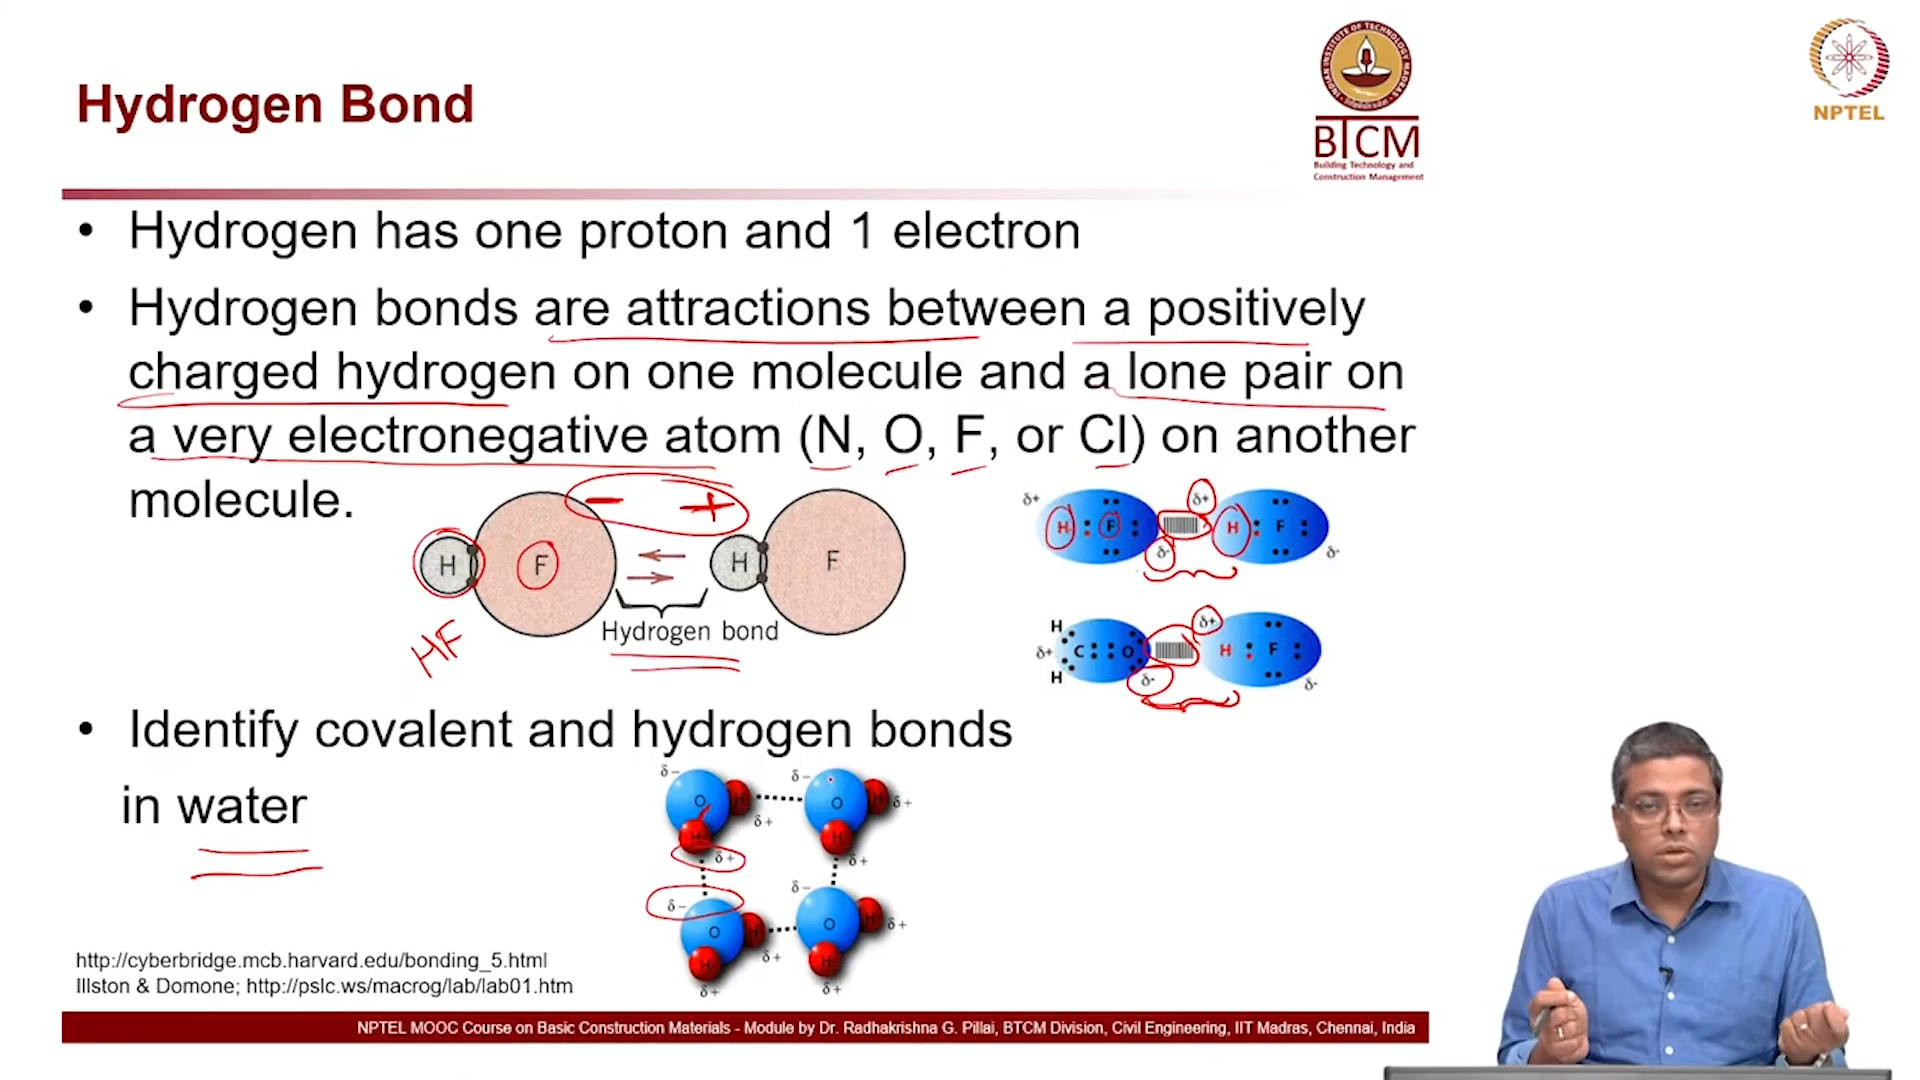 Hydrogen Bond
BTCM
Building Technology and
Construction Management
NPTEL
• Hydrogen has one proton and 1 electron
• Hydrogen bonds are attractions between a positively
charged hydrogen on one molecule and a lone pair on
a very electronegative atom (N, O, F, or Cl) on another
molecule.
− +
H F H F
Hydrogen bond
HF
δ+ H F δ- δ+ H F δ-
H
δ+ C O δ- δ+ H F δ-
H
• Identify covalent and hydrogen bonds
in water
δ− O H δ+ δ− O H δ+
H δ+ H δ+
δ− O H δ+ δ− O H δ+
H δ+ H δ+
http://cyberbridge.mcb.harvard.edu/bonding_5.html
Illston & Domone; http://pslc.ws/macrog/lab/lab01.htm
NPTEL MOOC Course on Basic Construction Materials - Module by Dr. Radhakrishna G. Pillai, BTCM Division, Civil Engineering, IIT Madras, Chennai, India